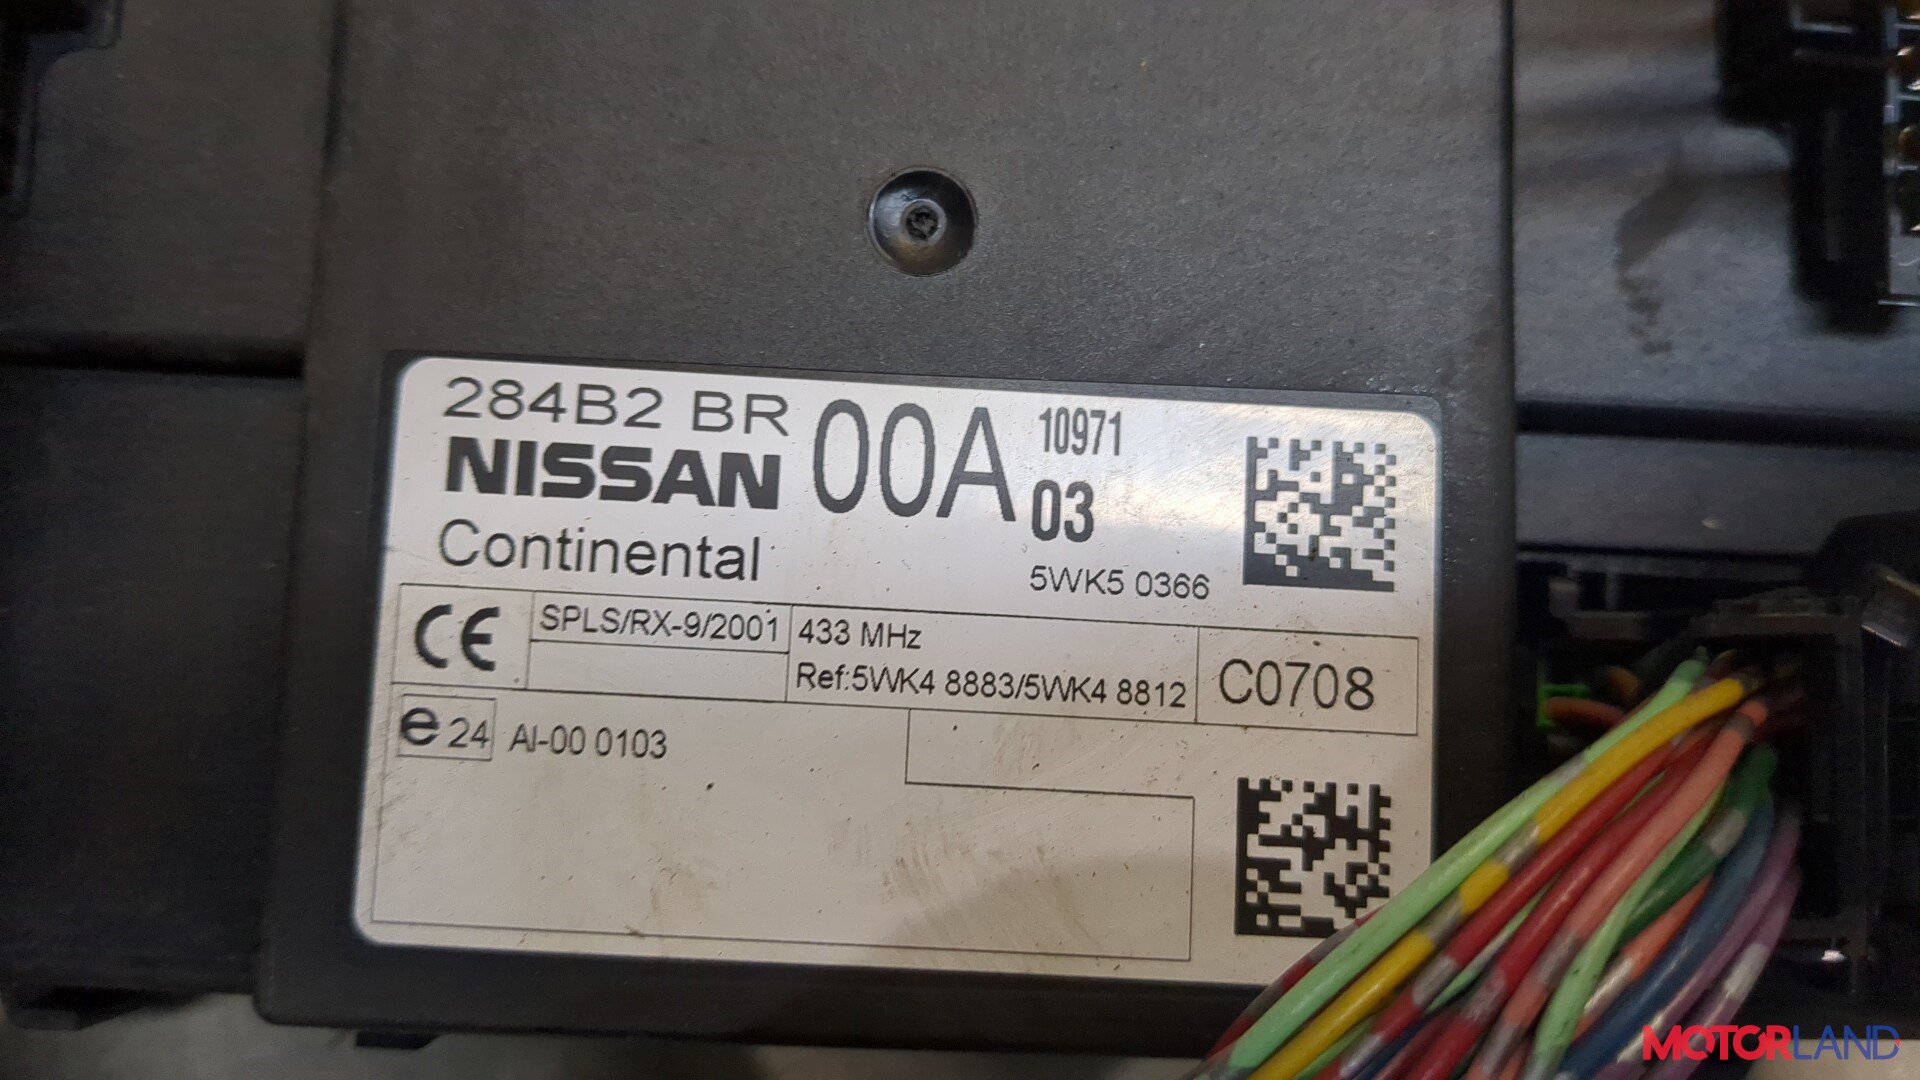 284B2 BR 00A 10971
NISSAN 03
Continental
5WK5 0366
CE SPLS/RX-9/2001 433 MHz
Ref:5WK4 8883/5WK4 8812 C0708
e24 AI-00 0103
MOTORLAND